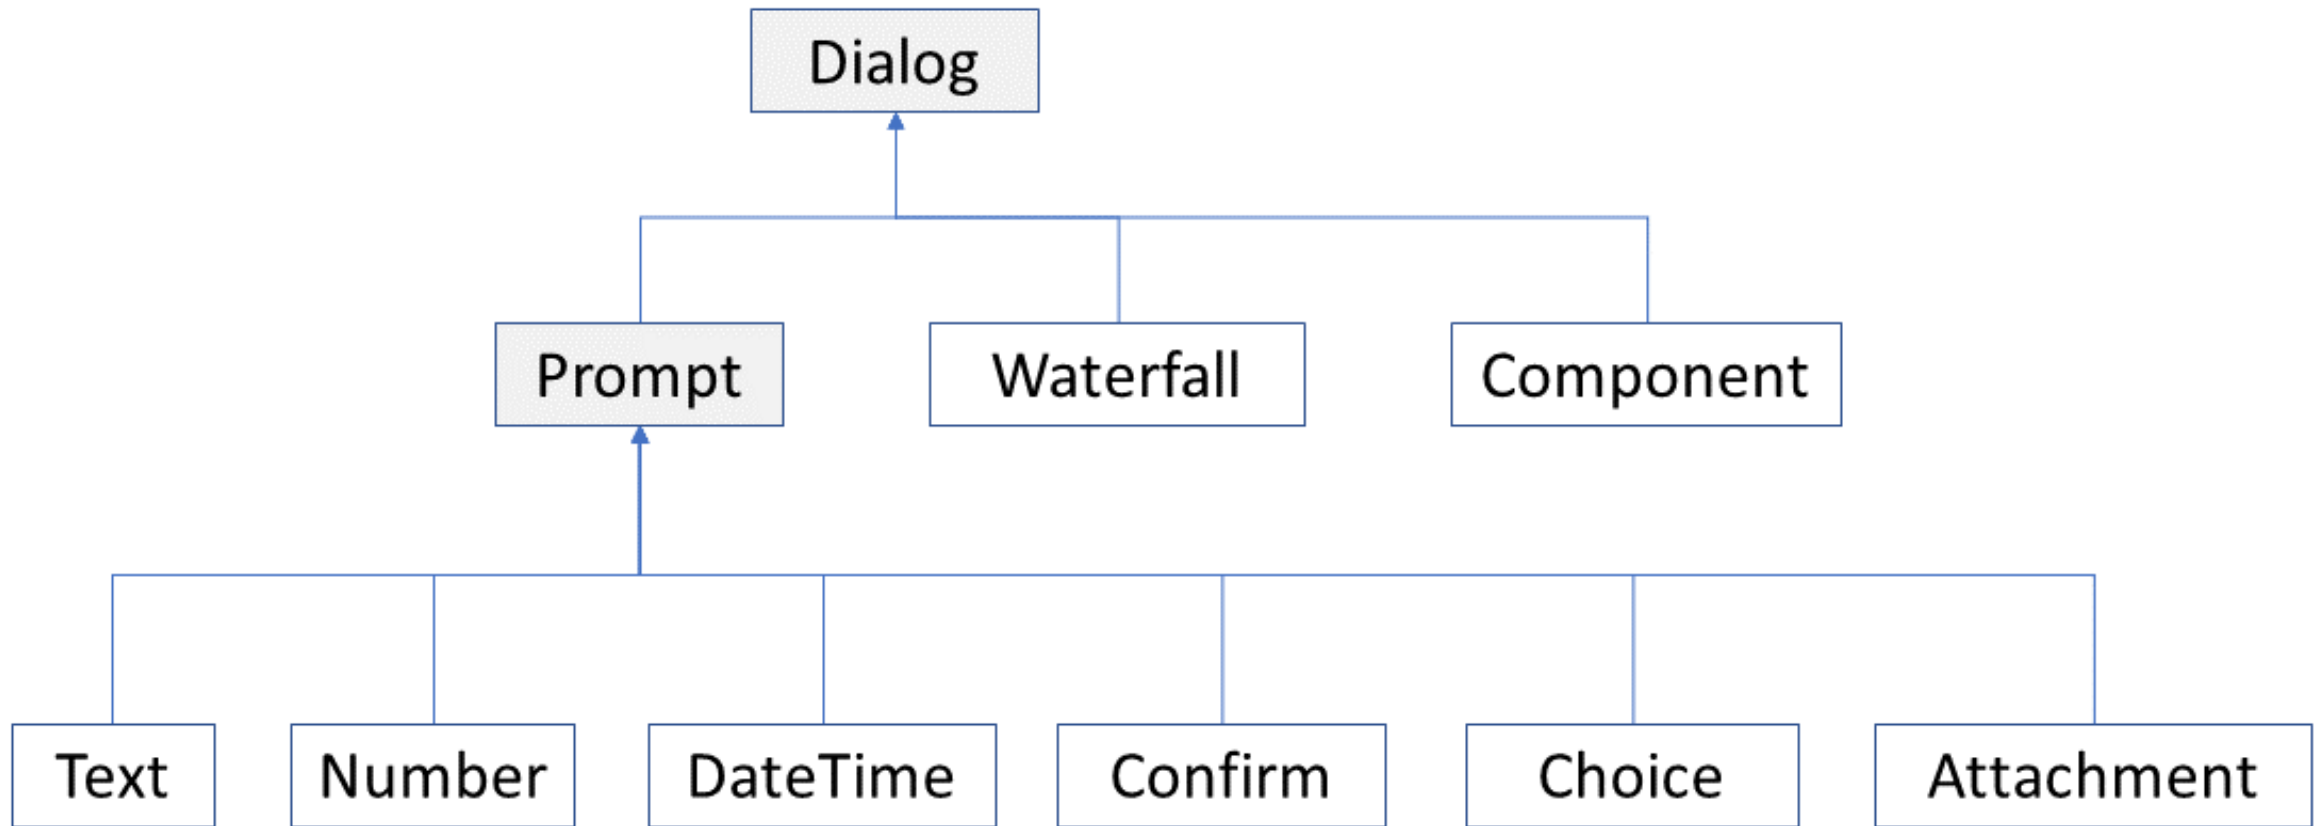 Dialog
Prompt
Waterfall
Component
Text
Number
DateTime
Confirm
Choice
Attachment